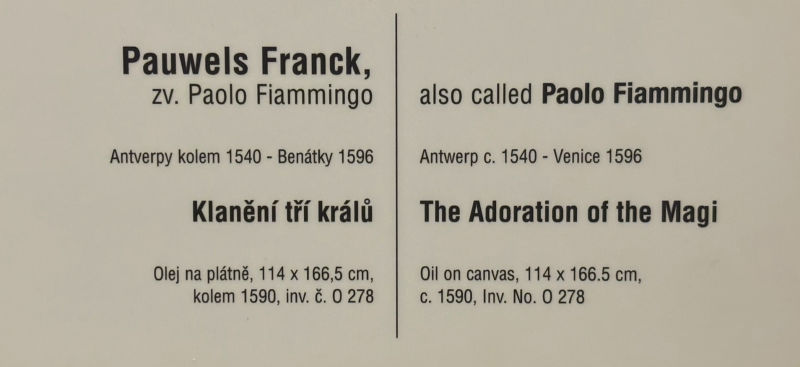 Pauwels Franck,
zv. Paolo Fiammingo
Antverpy kolem 1540 - Benátky 1596
Klanění tří králů
Olej na plátně, 114 x 166,5 cm,
kolem 1590, inv. č. O 278
also called Paolo Fiammingo
Antwerp c. 1540 - Venice 1596
The Adoration of the Magi
Oil on canvas, 114 x 166.5 cm,
c. 1590, Inv. No. O 278